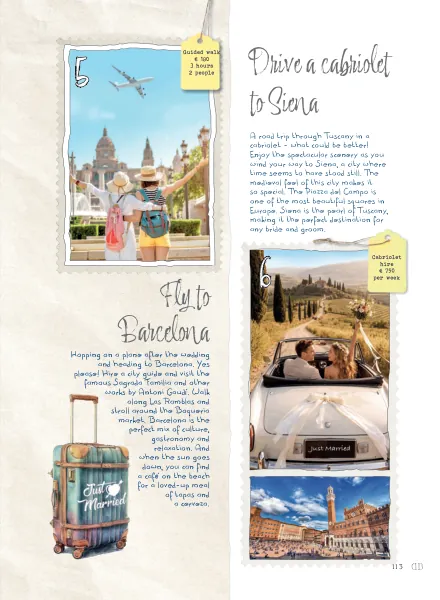 5
Guided walk
€ 190
3 hours
2 people
Fly to
Barcelona
Hopping on a plane after the wedding
and heading to Barcelona. Yes
please! Hire a city guide and visit the
famous Sagrada Familia and other
works by Antoni Gaudí. Walk
along Las Ramblas and
stroll around the Boqueria
market. Barcelona is the
perfect mix of culture,
gastronomy and
relaxation. And
when the sun goes
down, you can find
a café on the beach
for a loved-up meal
of tapas and
a cerveza.
Just
Married
Drive a cabriolet
to Siena
A road trip through Tuscany in a
cabriolet - what could be better!
Enjoy the spectacular scenery as you
wind your way to Siena, a city where
time seems to have stood still. The
medieval feel of this city makes it
so special. The Piazza del Campo is
one of the most beautiful squares in
Europe. Siena is the pearl of Tuscany,
making it the perfect destination for
any bride and groom.
6
Cabriolet
hire
€ 750
per week
Just Married
113